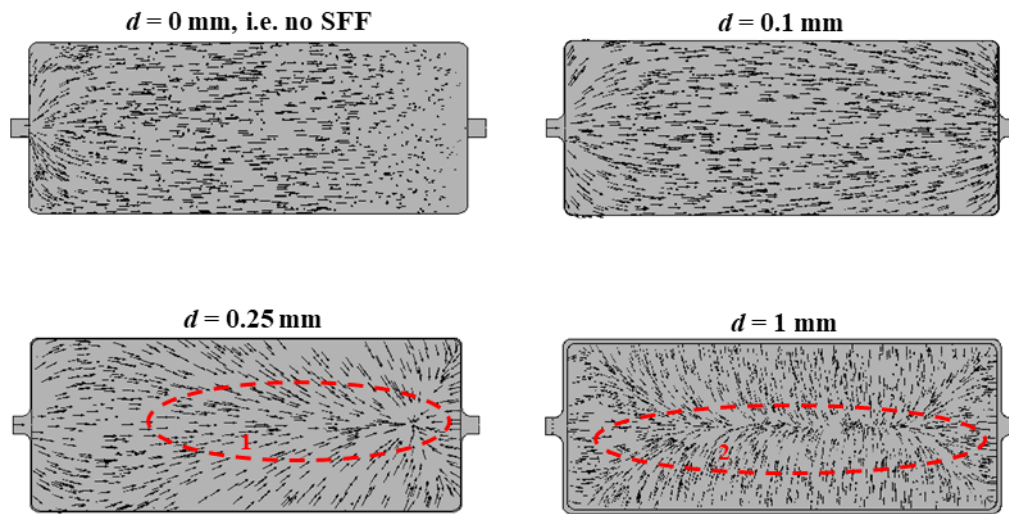 d = 0 mm, i.e. no SFF
d = 0.1 mm
d = 0.25 mm
d = 1 mm
1
2